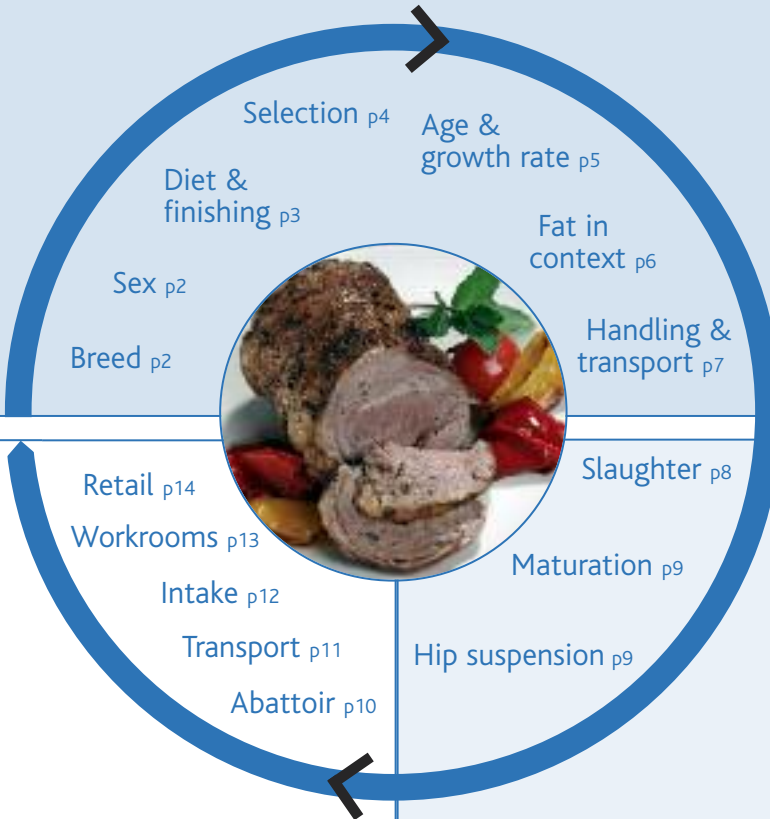 Selection p4
Age &
growth rate p5
Diet &
finishing p3
Fat in
context p6
Sex p2
Handling &
transport p7
Breed p2
Slaughter p8
Retail p14
Workrooms p13
Maturation p9
Intake p12
Transport p11
Hip suspension p9
Abattoir p10